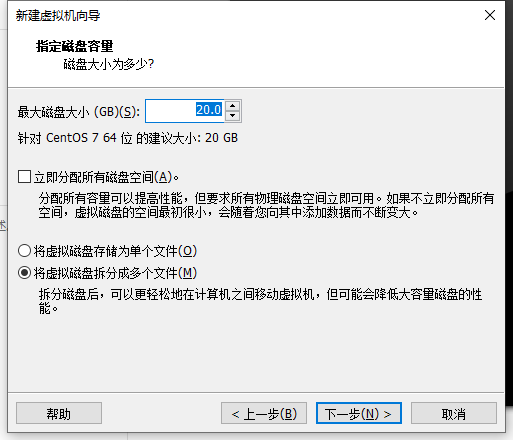 新建虚拟机向导
指定磁盘容量
磁盘大小为多少?
最大磁盘大小 (GB)(S): 20.0
针对 CentOS 7 64 位 的建议大小: 20 GB
立即分配所有磁盘空间(A)。
分配所有容量可以提高性能，但要求所有物理磁盘空间立即可用。如果不立即分配所有
空间，虚拟磁盘的空间最初很小，会随着您向其中添加数据而不断变大。
将虚拟磁盘存储为单个文件(O)
将虚拟磁盘拆分成多个文件(M)
拆分磁盘后，可以更轻松地在计算机之间移动虚拟机，但可能会降低大容量磁盘的性
能。
帮助 < 上一步(B) 下一步(N) > 取消